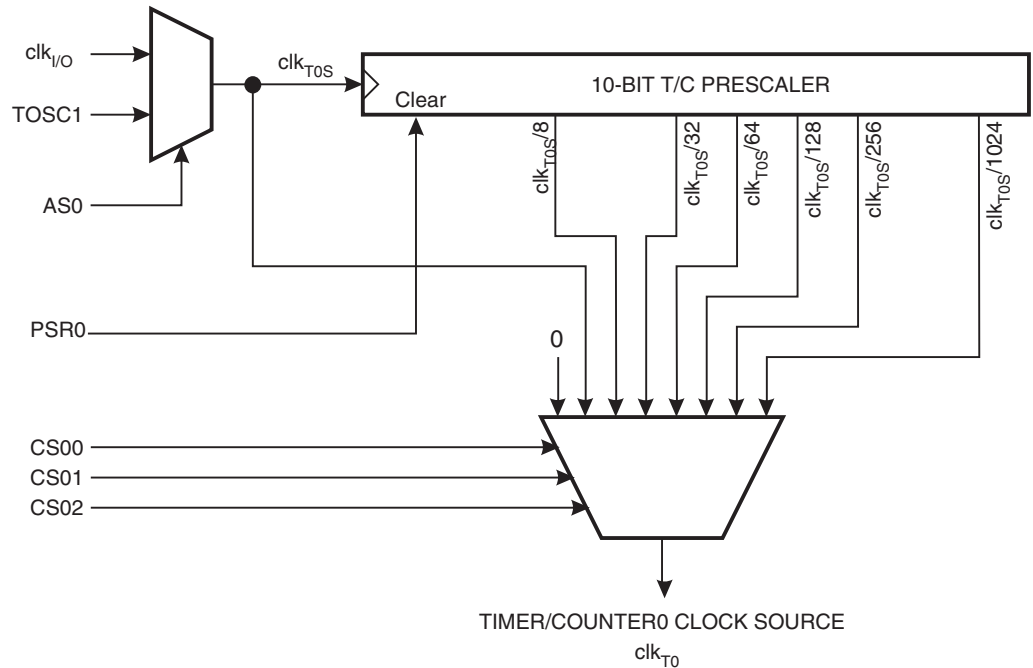 clkI/O
TOSC1
AS0
PSR0
clkT0S
10-BIT T/C PRESCALER
Clear
clkT0S/8
clkT0S/32
clkT0S/64
clkT0S/128
clkT0S/256
clkT0S/1024
0
CS00
CS01
CS02
TIMER/COUNTER0 CLOCK SOURCE
clkT0